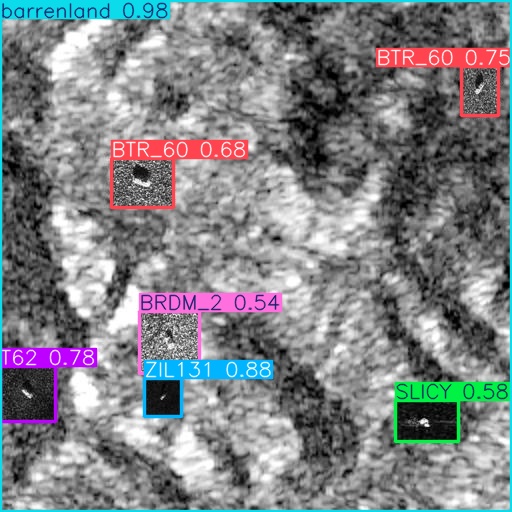 barrenland 0.98
BTR_60 0.75
BTR_60 0.68
BRDM_2 0.54
T62 0.78
ZIL131 0.88
SLICY 0.58